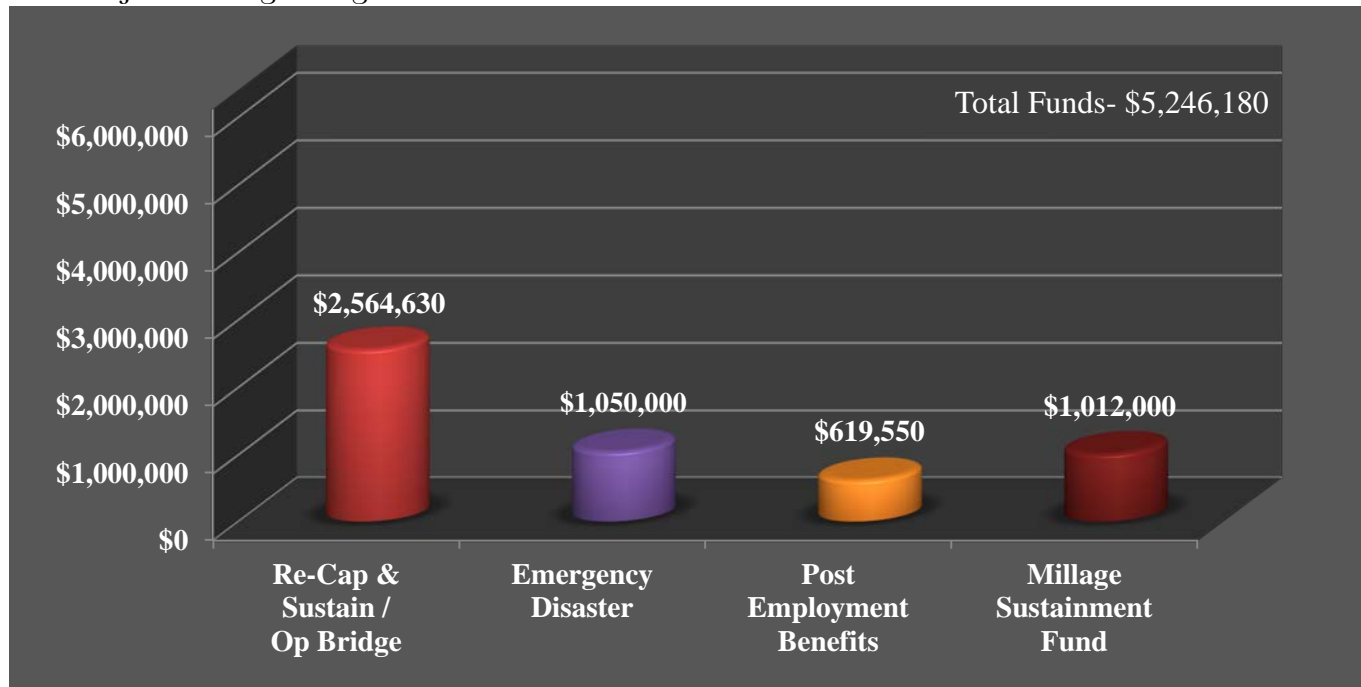 Total Funds- $5,246,180
$6,000,000
$5,000,000
$4,000,000
$3,000,000
$2,000,000
$1,000,000
$0
$2,564,630
$1,050,000
$619,550
$1,012,000
Re-Cap &
Sustain /
Op Bridge
Emergency
Disaster
Post
Employment
Benefits
Millage
Sustainment
Fund